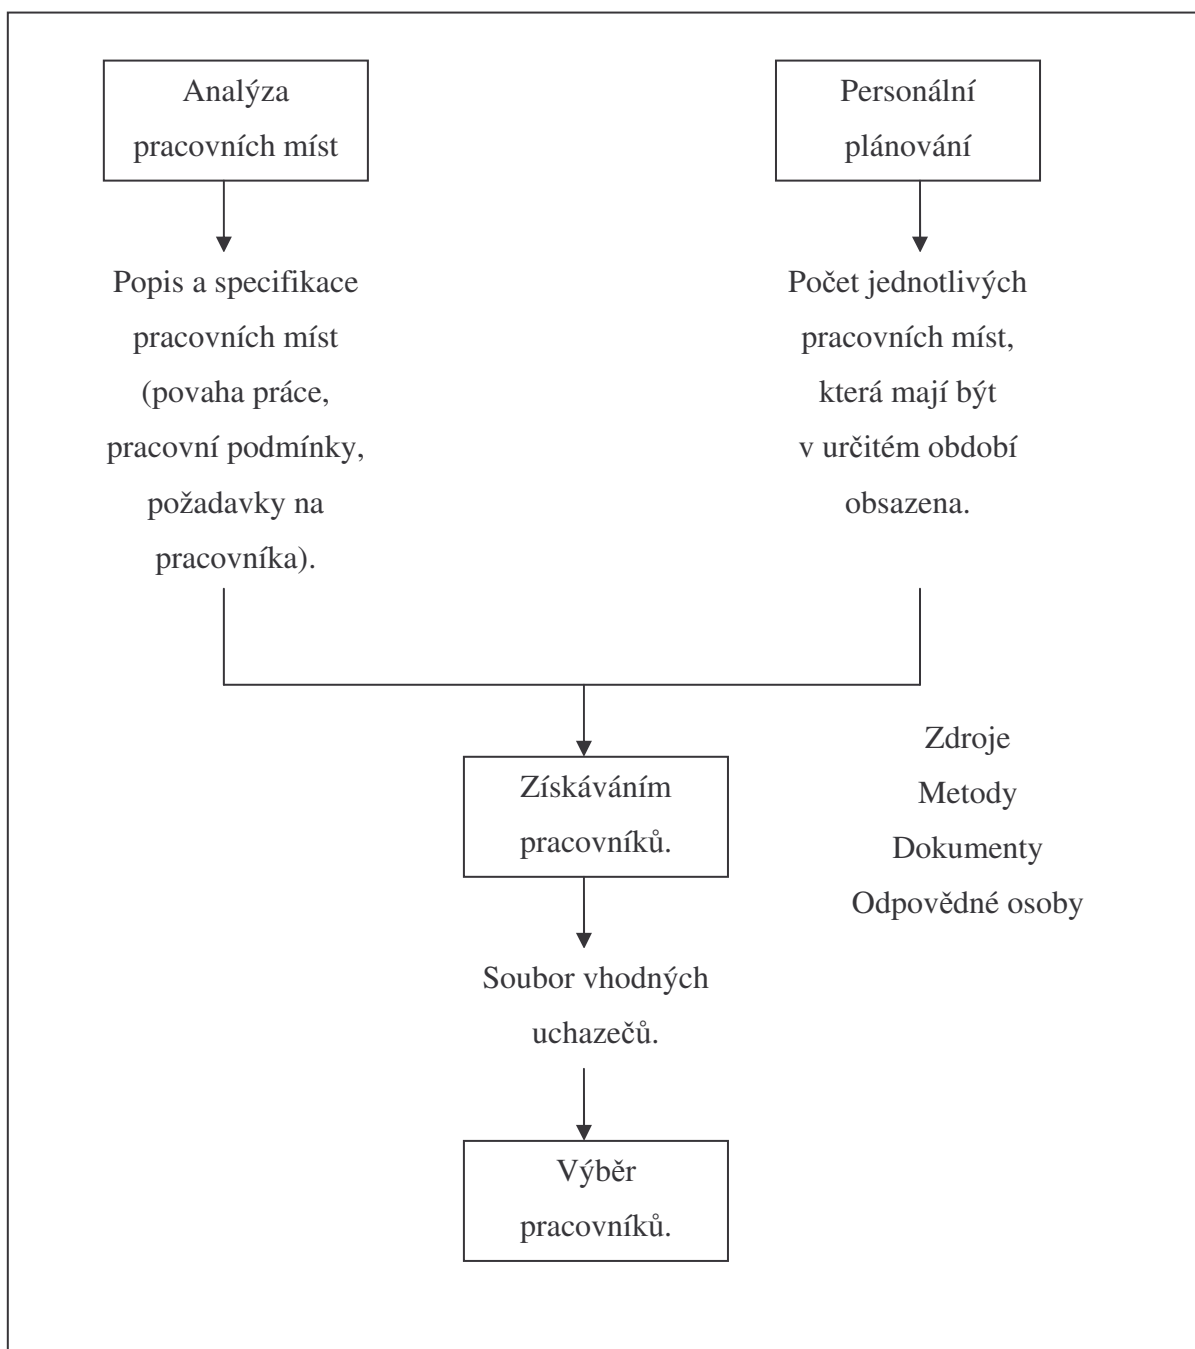 Analýza
pracovních míst
Personální
plánování
Popis a specifikace
pracovních míst
(povaha práce,
pracovní podmínky,
požadavky na
pracovníka).
Počet jednotlivých
pracovních míst,
která mají být
v určitém období
obsazena.
Získáváním
pracovníků.
Zdroje
Metody
Dokumenty
Odpovědné osoby
Soubor vhodných
uchazečů.
Výběr
pracovníků.